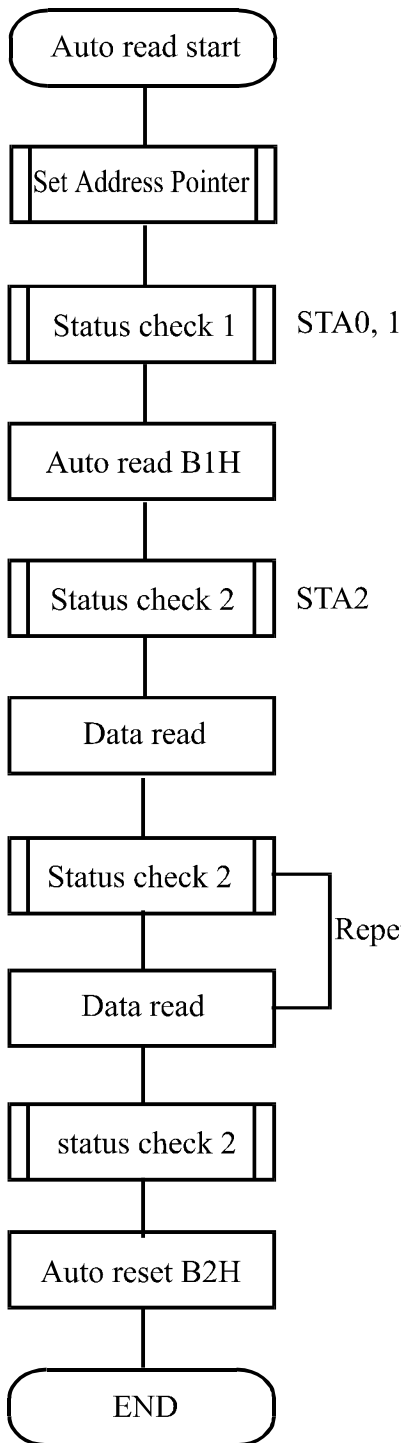 Auto read start
Set Address Pointer
Status check 1
STA0, 1
Auto read B1H
Status check 2
STA2
Data read
Status check 2
Repe
Data read
status check 2
Auto reset B2H
END